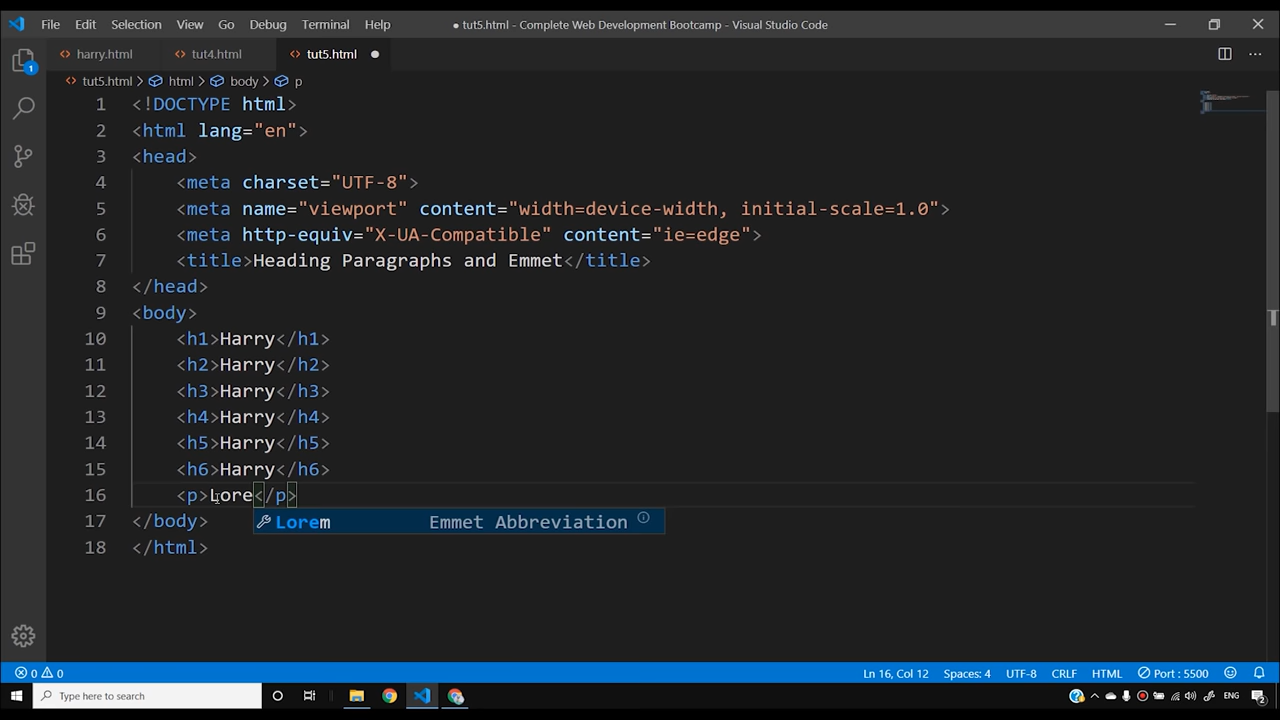 File Edit Selection View Go Debug Terminal Help ● tut5.html - Complete Web Development Bootcamp - Visual Studio Code
harry.html tut4.html tut5.html
tut5.html > html > body > p
1 <!DOCTYPE html>
2 <html lang="en">
3 <head>
4 <meta charset="UTF-8">
5 <meta name="viewport" content="width=device-width, initial-scale=1.0">
6 <meta http-equiv="X-UA-Compatible" content="ie=edge">
7 <title>Heading Paragraphs and Emmet</title>
8 </head>
9 <body>
10 <h1>Harry</h1>
11 <h2>Harry</h2>
12 <h3>Harry</h3>
13 <h4>Harry</h4>
14 <h5>Harry</h5>
15 <h6>Harry</h6>
16 <p>Lore</p>
17 </body>
Lorem Emmet Abbreviation
18 </html>
1
0 0 Ln 16, Col 12 Spaces: 4 UTF-8 CRLF HTML Port : 5500
Type here to search ENG 2